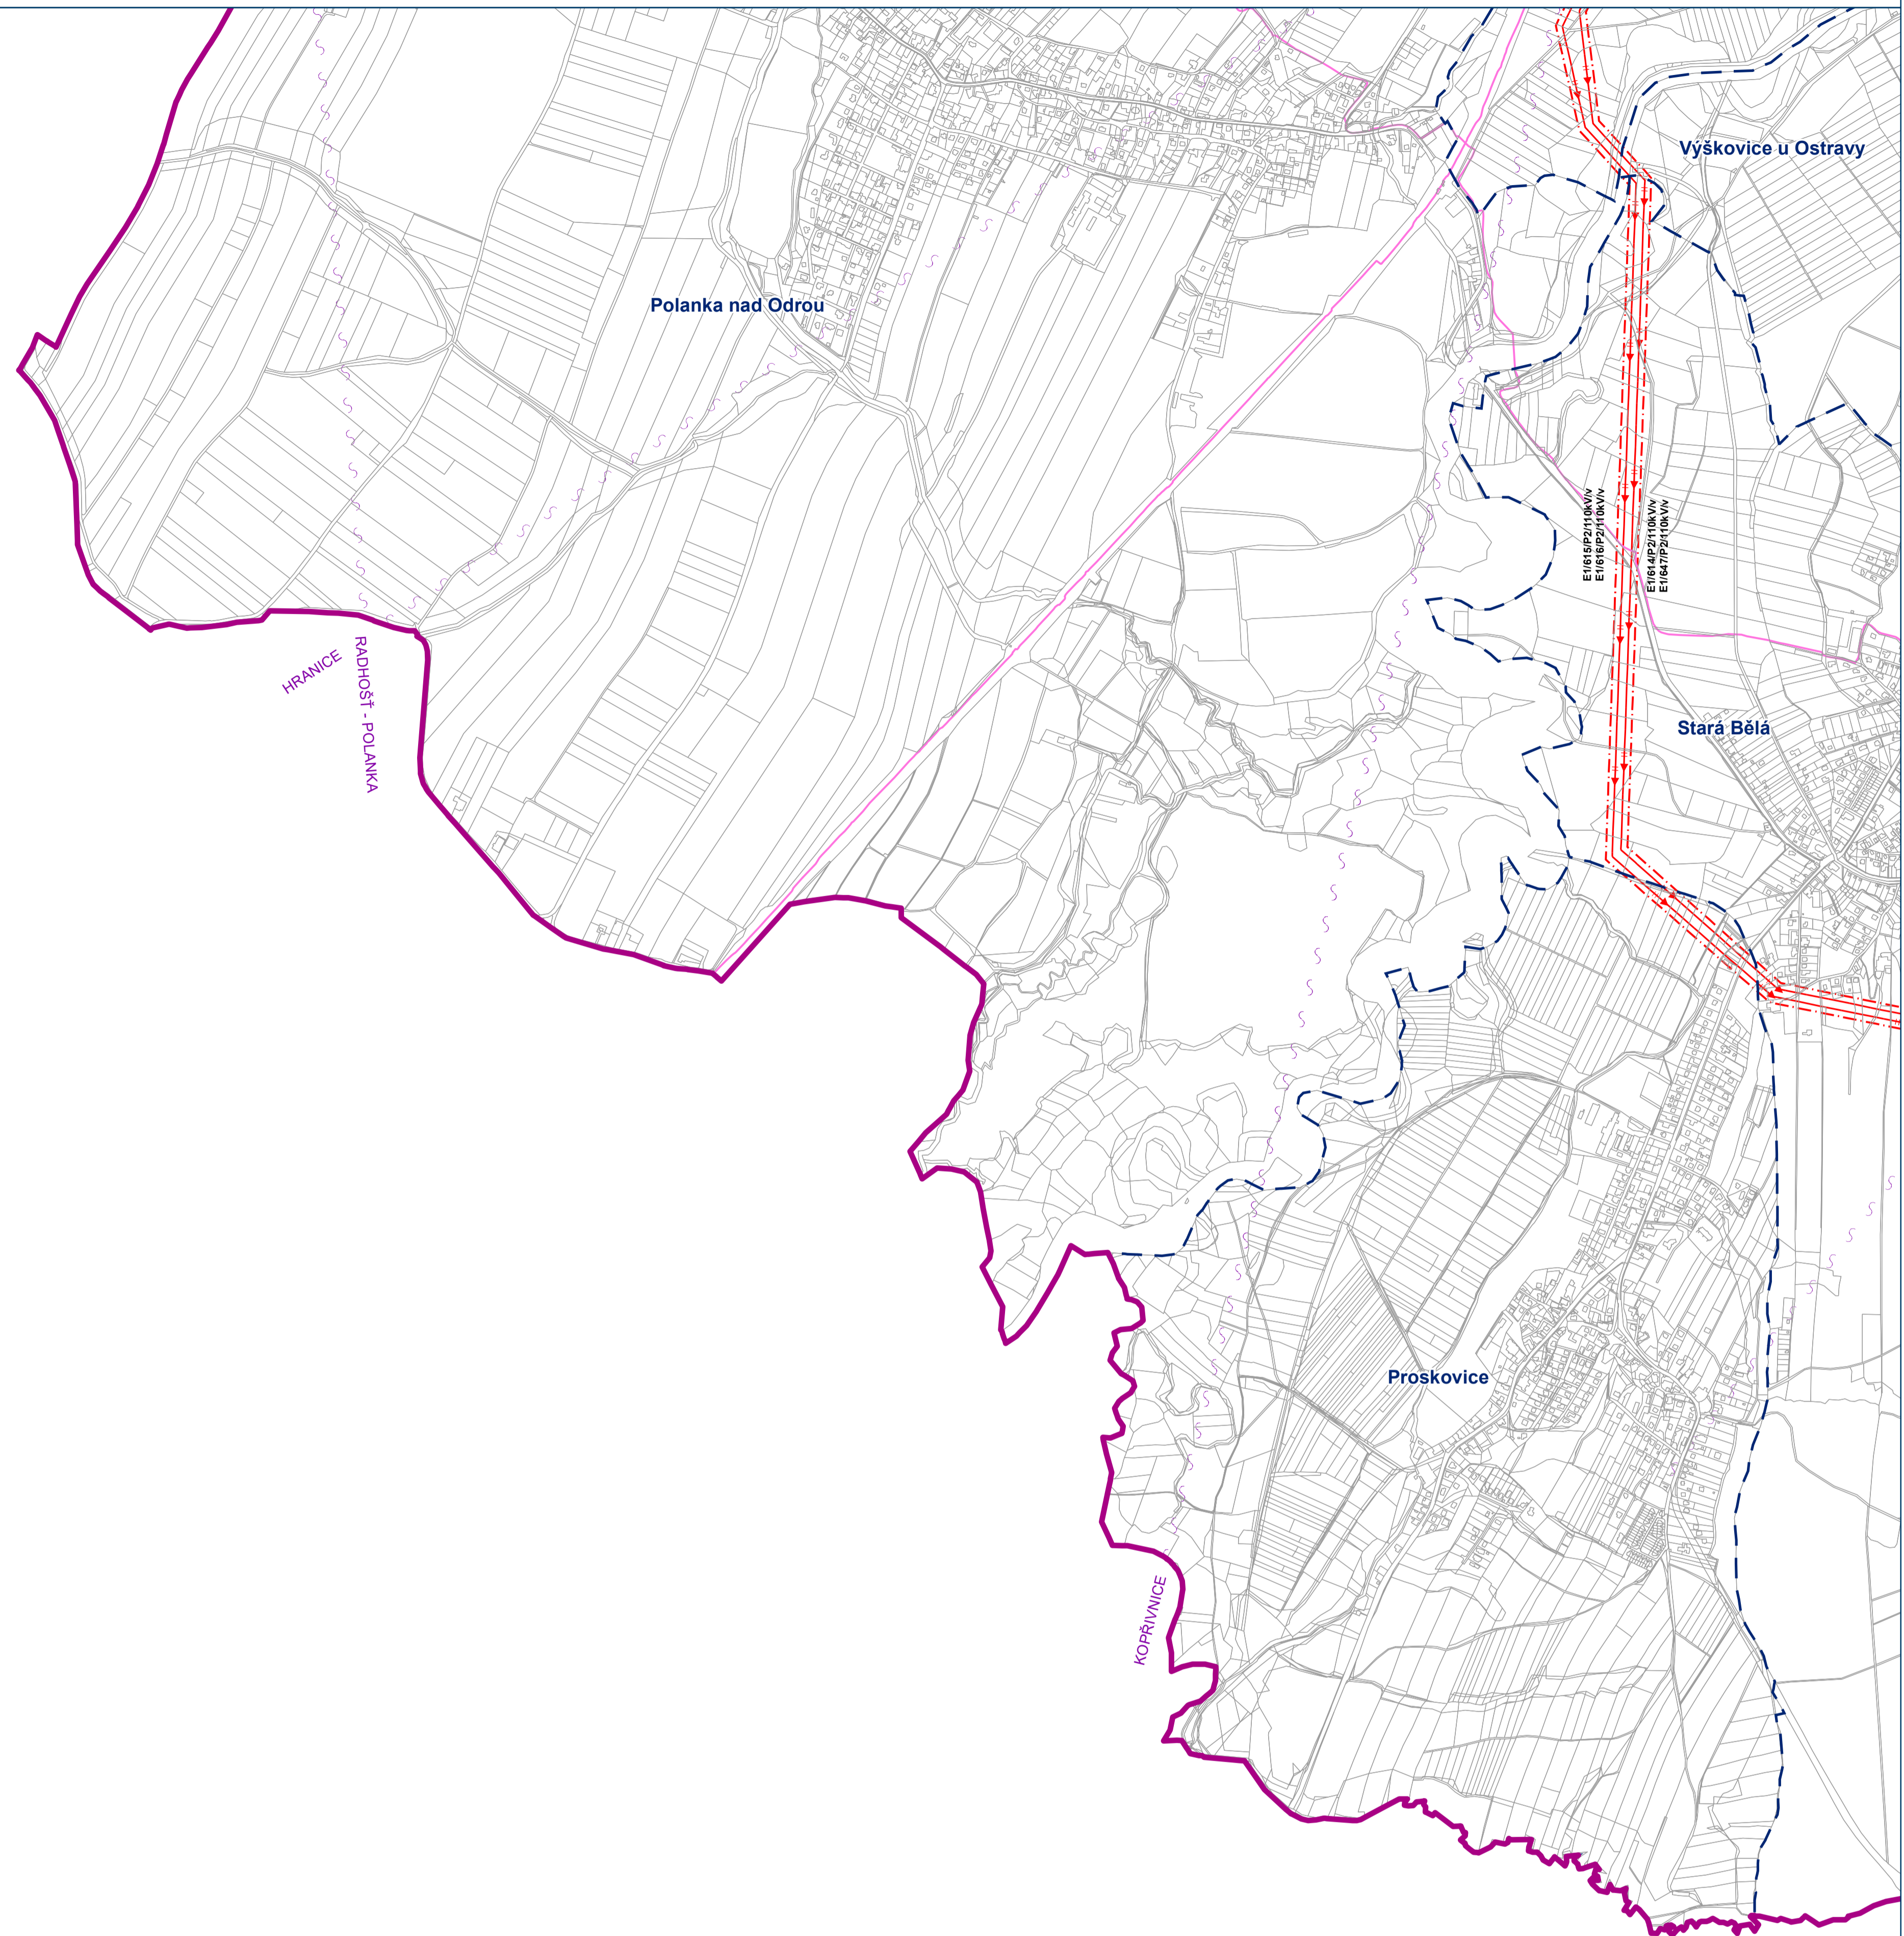 Výškovice u Ostravy
Polanka nad Odrou
E1/615/P2/110kV/v
E1/616/P2/110kV/v
E1/614/P2/110kV/v
E1/647/P2/110kV/v
HRANICE
RADHOŠŤ - POLANKA
Stará Bělá
Proskovice
KOPŘIVNICE